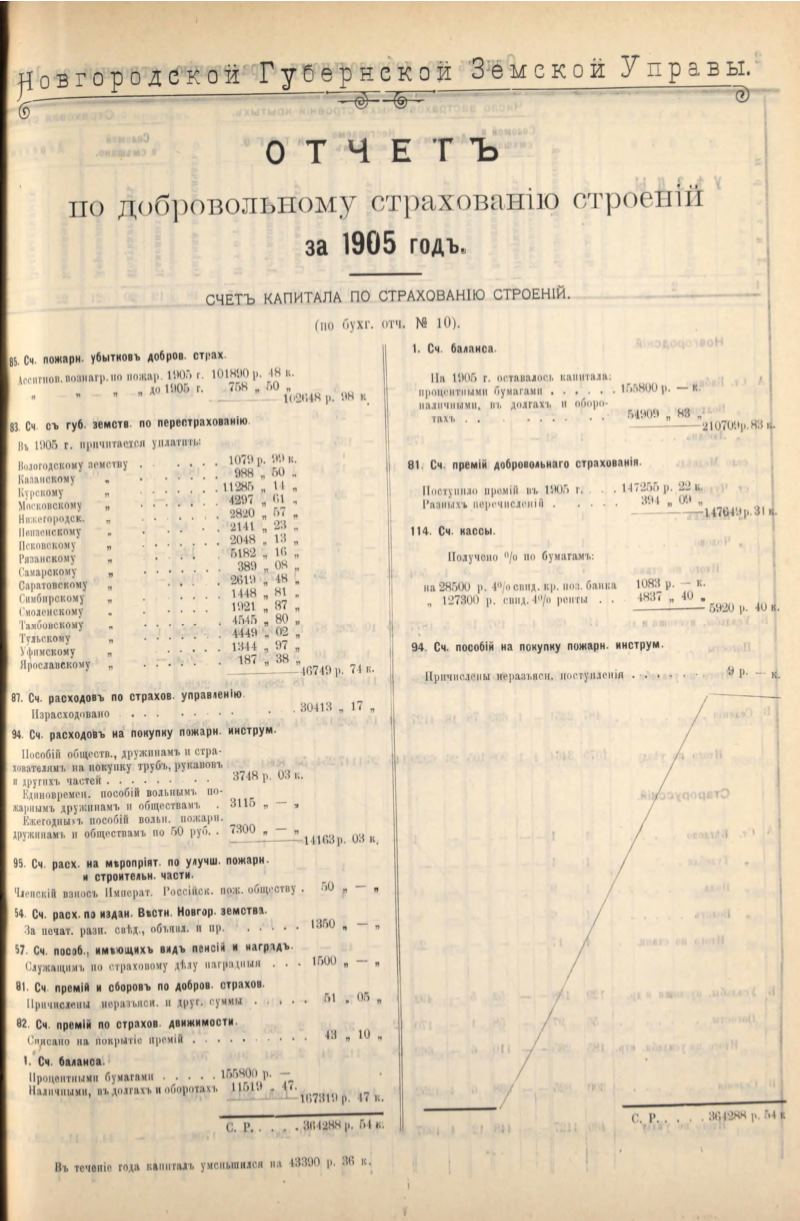 Новгородской Губернской Земской Управы.
ОТЧЕТЪ
по добровольному страхованію строеній
за 1905 годъ.
СЧЕТЪ КАПИТАЛА ПО СТРАХОВАНІЮ СТРОЕНІЙ.
(по бухг. отч. № 10).
85. Сч. пожарн. убытковъ добров. страх.
Ассигнов. вознагр. по пожар. 1905 г. 101890 р. 48 к.
„ „ „ „ до 1905 г. 758 „ 50 „
102648 р. 98 к
83. Сч. съ губ. земств. по перестрахованію.
Въ 1905 г. причитается уплатить:
Вологодскому земству . . . . . . 1079 р. 99 к.
Казанскому „ . . . . . . 988 „ 50 „
Курскому „ . . . . . . 11285 „ 14 „
Московскому „ . . . . . . 4297 „ 61 „
Нижегородск. „ . . . . . . 2820 „ 57 „
Пензенскому „ . . . . . . 2141 „ 23 „
Псковскому „ . . . . . . 2048 „ 13 „
Рязанскому „ . . . . . . 5182 „ 16 „
Самарскому „ . . . . . . 389 „ 08 „
Саратовскому „ . . . . . . 2619 „ 48 „
Симбирскому „ . . . . . . 1448 „ 81 „
Смоленскому „ . . . . . . 1921 „ 87 „
Тамбовскому „ . . . . . . 4545 „ 80 „
Тульскому „ . . . . . . 4449 „ 02 „
Уфимскому „ . . . . . . 1344 „ 97 „
Ярославскому „ . . . . . . 187 „ 38 „
46749 р. 74 к.
87. Сч. расходовъ по страхов. управленію
Израсходовано . . . . . . . . 30413 „ 17 „
94. Сч. расходовъ на покупку пожарн. инструм.
Пособій обществ., дружинамъ и стра-
хователямъ на покупку трубъ, рукавовъ
и другихъ частей . . . . . . . . 3748 р. 03 к.
Единовремен. пособій вольнымъ по-
жарнымъ дружинамъ и обществамъ . 3115 „ — „
Ежегодныхъ пособій вольн. пожарн.
дружинамъ и обществамъ по 50 руб. . 7300 „ — „
14163 р. 03 к.
95. Сч. расх. на мѣропріят. по улучш. пожарн.
и строительн. части.
Членскій взносъ Императ. Россійск. пож. обществу . 50 „ — „
54. Сч. расх. по издан. Вѣстн. Новгор. земства.
За печат. разн. свѣд., объявл. и пр. . . . . . 1350 „ — „
57. Сч. пособ., имѣющихъ видъ пенсій и наградъ.
Служащимъ по страховому дѣлу наградныя . . . 1500 „ — „
81. Сч. премій и сборовъ по добров. страхов.
Причислены неразъясн. и друг. суммы . . . . . 51 „ 05 „
82. Сч. премій по страхов. движимости.
Списано на покрытіе премій . . . . . . . . . . 43 „ 10 „
1. Сч. баланса.
Процентными бумагами . . . . . 155800 р. —
Наличными, въ долгахъ и оборотахъ 11519 „ 47.
167319 р. 47 к.
С. Р. . . . . 364288 р. 54 к.
Въ теченіе года капиталъ уменьшился на 43390 р. 36 к.
1. Сч. баланса.
На 1905 г. оставалось капитала:
процентными бумагами . . . . . . 155800 р. — к.
наличными, въ долгахъ и оборо-
тахъ . . . 54909 „ 83 „
210709 р. 83 к.
81. Сч. премій добровольнаго страхованія.
Поступило премій въ 1905 г. . . . 147255 р. 22 к.
Разныхъ перечисленій . . . . . . 394 „ 09 „
147649 р. 31 к.
114. Сч. кассы.
Получено % по бумагамъ:
на 28500 р. 4% свид. кр. поз. банка 1083 р. — к.
„ 127300 р. свид. 4% ренты . . 4837 „ 40 „
5920 р. 40 к.
94. Сч. пособій на покупку пожарн. инструм.
Причислены неразъясн. поступленія . . . . . 9 р. — к.
С. Р. . . . . 364288 р. 54 к